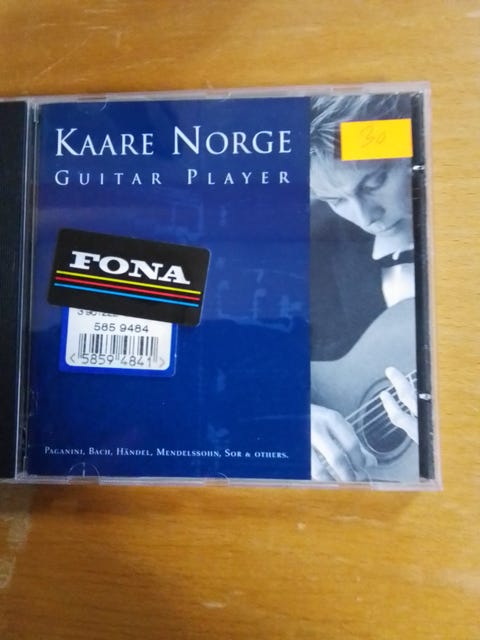 KAARE NORGE
GUITAR PLAYER
30
FONA
585 9484
<5859 4841>
PAGANINI, BACH, HÄNDEL, MENDELSSOHN, SOR & OTHERS.